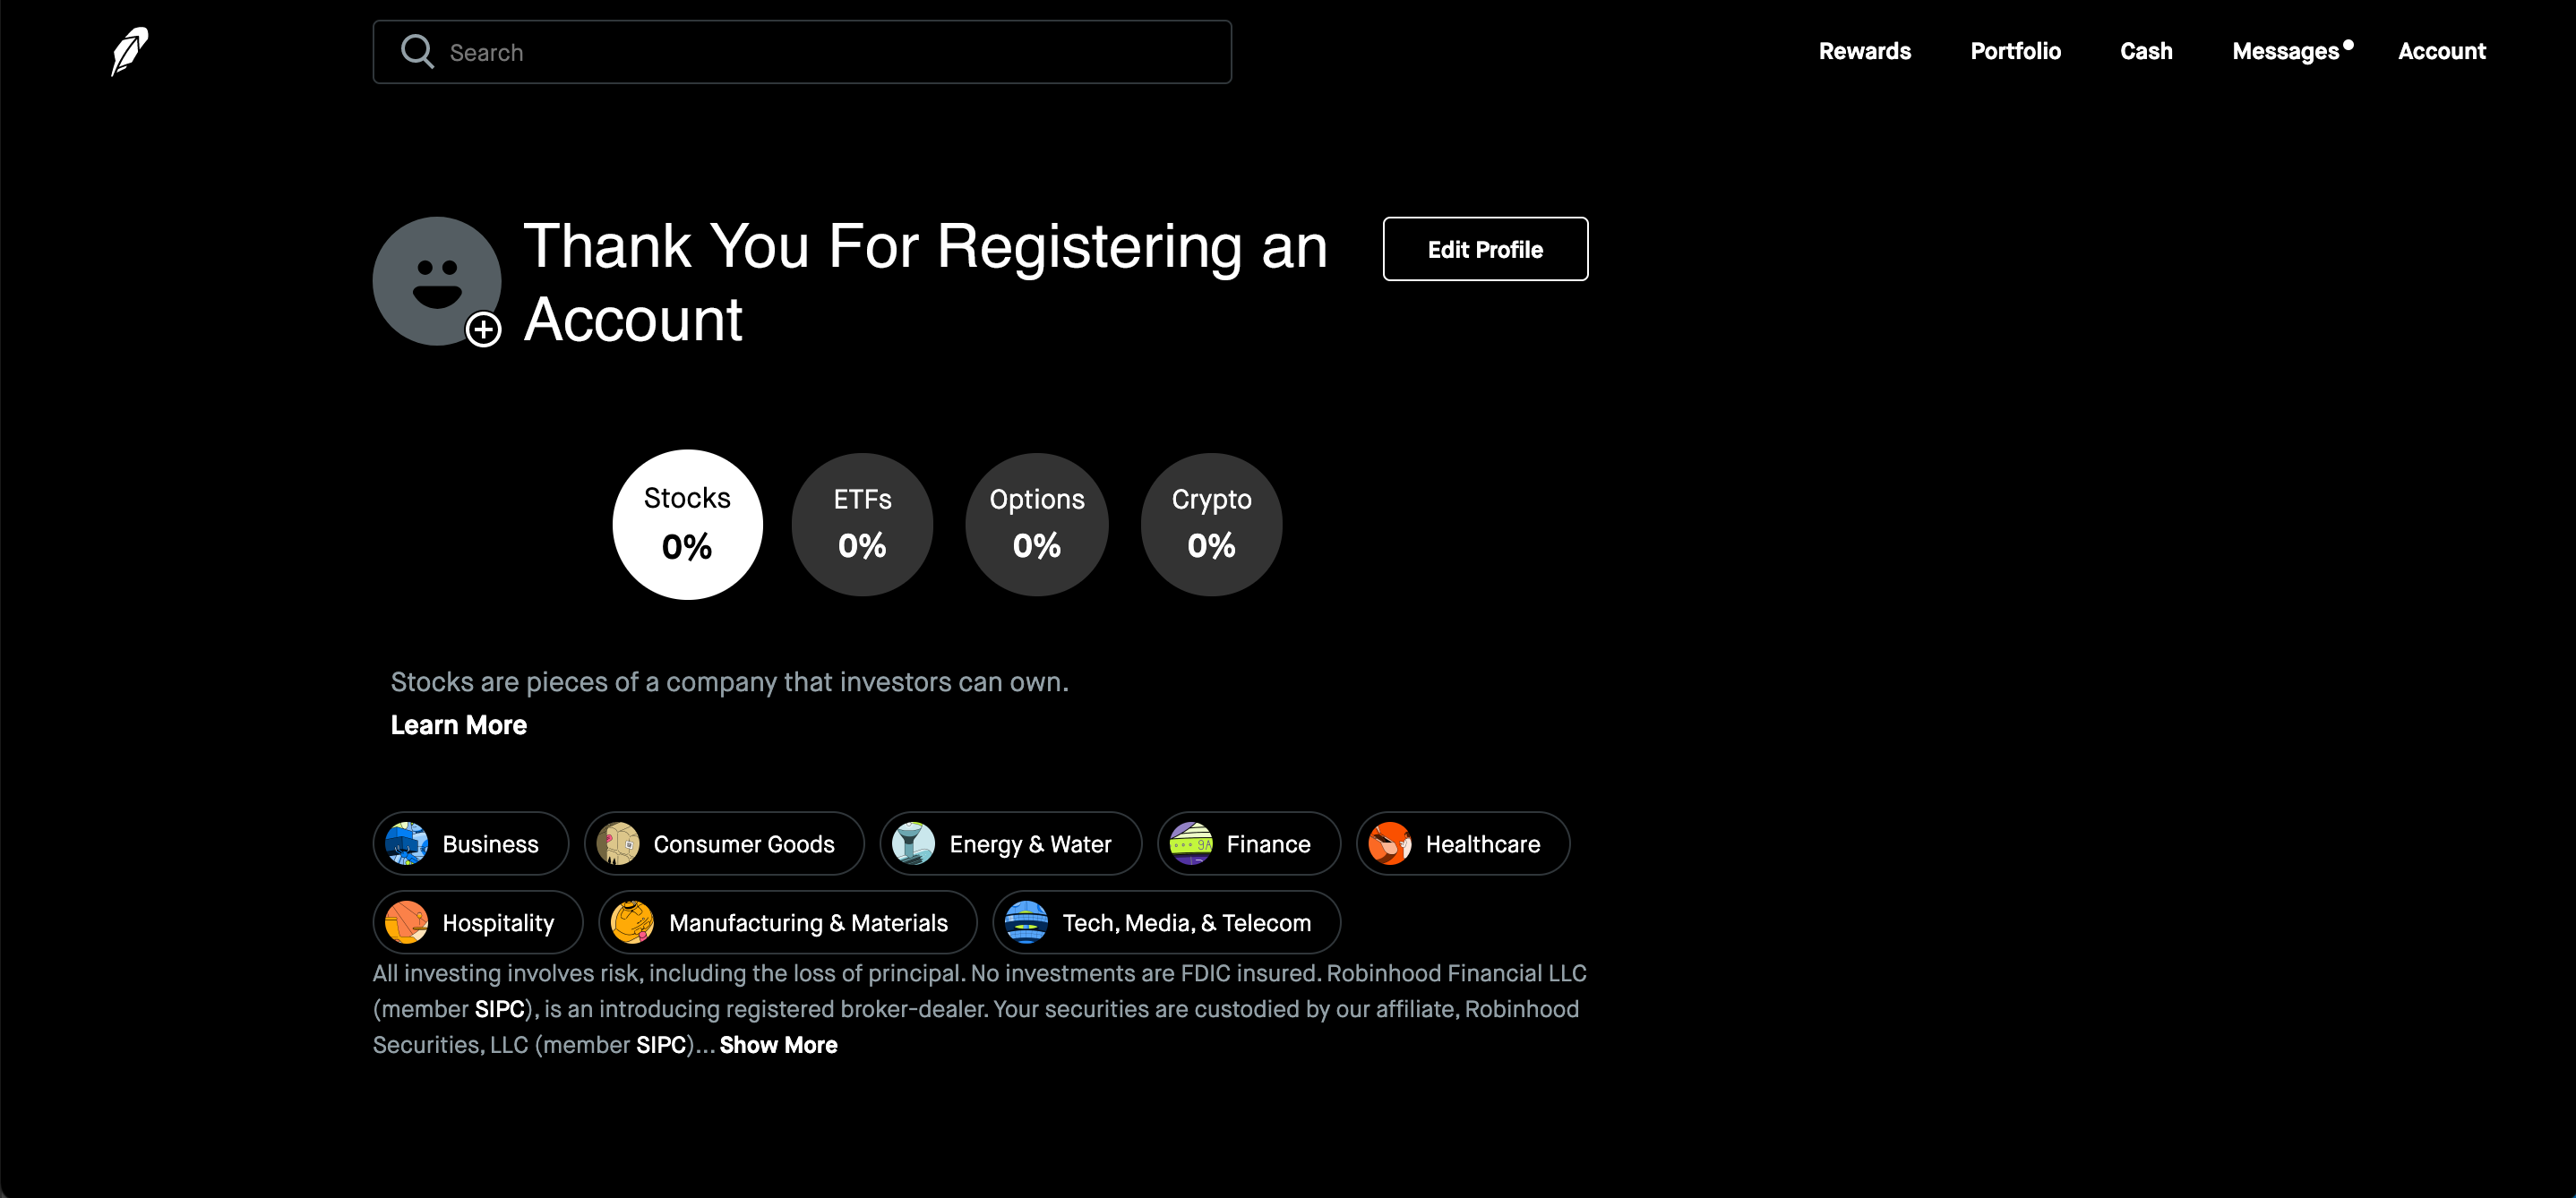 Search
Rewards
Portfolio
Cash
Messages
Account
Thank You For Registering an
Account
Edit Profile
Stocks
0%
ETFs
0%
Options
0%
Crypto
0%
Stocks are pieces of a company that investors can own.
Learn More
Business
Consumer Goods
Energy & Water
Finance
Healthcare
Hospitality
Manufacturing & Materials
Tech, Media, & Telecom
All investing involves risk, including the loss of principal. No investments are FDIC insured. Robinhood Financial LLC
(member SIPC), is an introducing registered broker-dealer. Your securities are custodied by our affiliate, Robinhood
Securities, LLC (member SIPC)... Show More